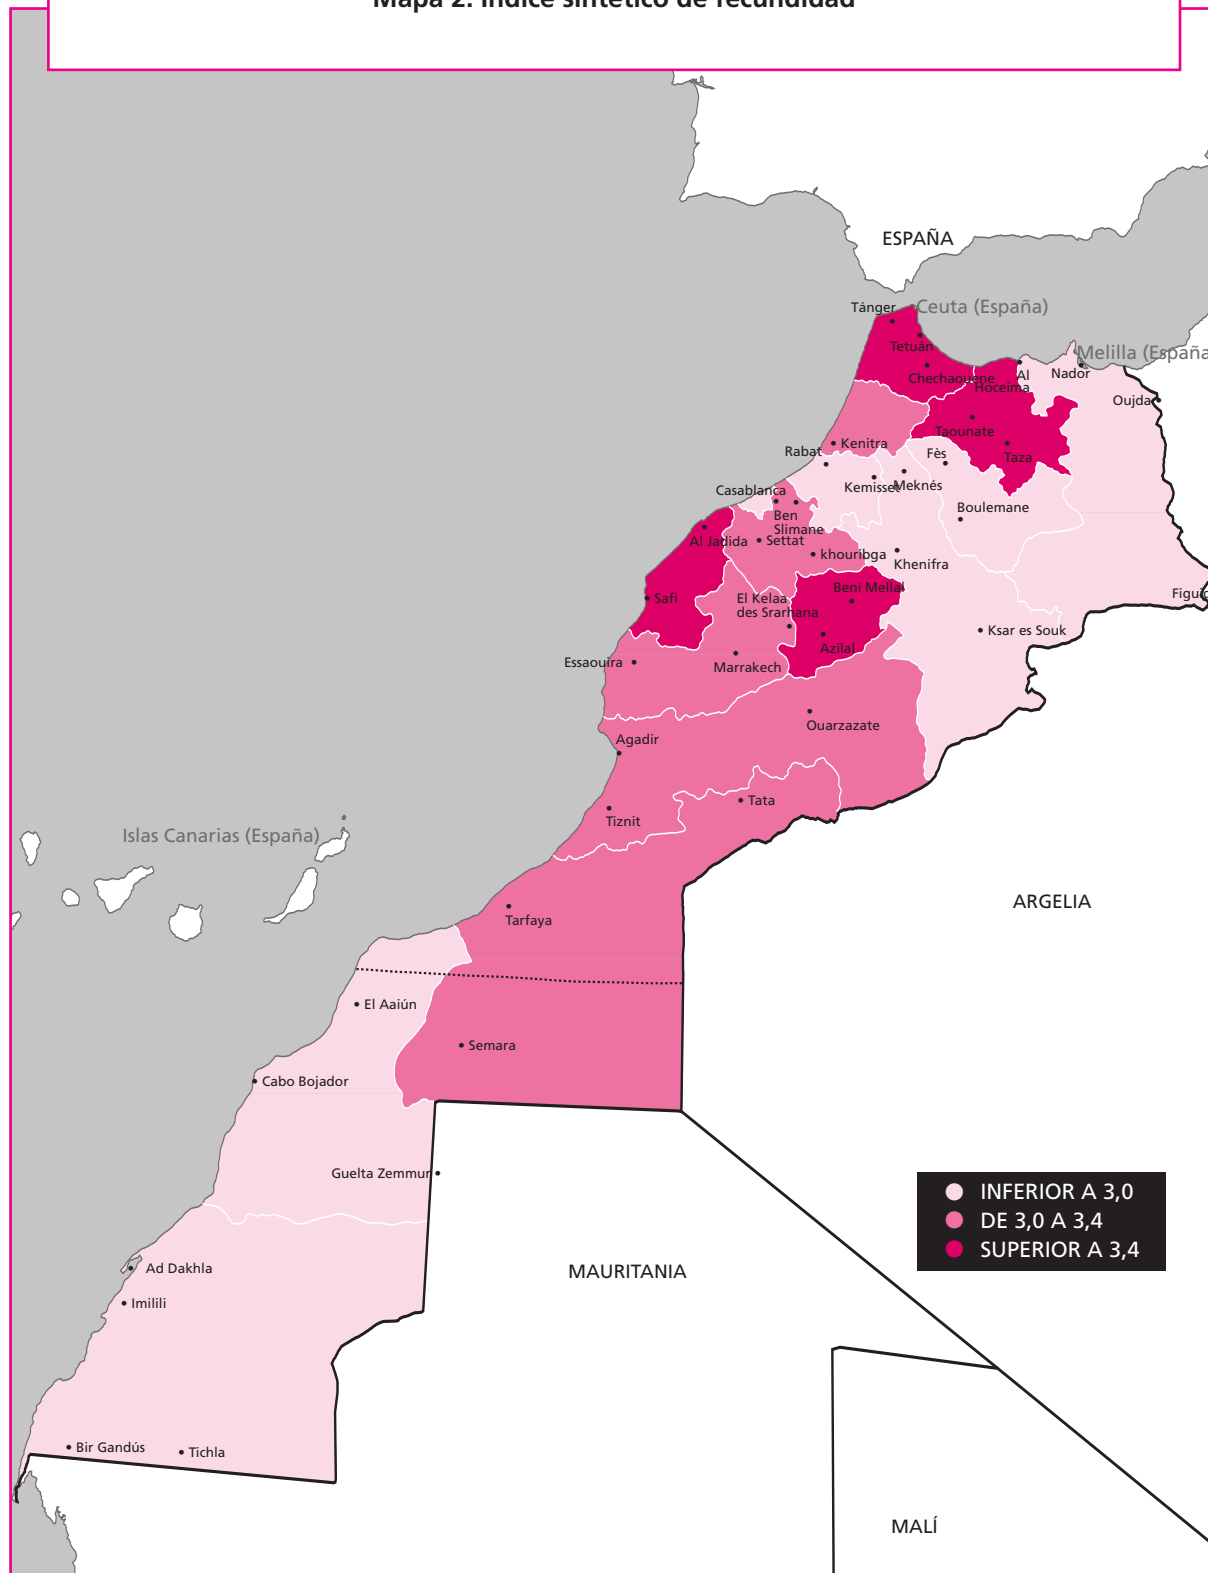 Mapa 2. Índice sintético de fecundidad
ESPAÑA
Tánger
Ceuta (España)
Tetuán
Melilla (España
Chechaouene
Al
Hoceima
Nador
Oujda
Taounate
Taza
Kenitra
Rabat
Fès
Kemisset
Meknés
Casablanca
Ben
Slimane
Boulemane
Al Jadida
Settat
khouribga
Khenifra
Beni Mellal
Figuig
Safi
El Kelaa
des Srarhana
Ksar es Souk
Azilal
Essaouira
Marrakech
Ouarzazate
Agadir
Tata
Tiznit
Islas Canarias (España)
ARGELIA
Tarfaya
El Aaiún
Semara
Cabo Bojador
Guelta Zemmur
INFERIOR A 3,0
DE 3,0 A 3,4
SUPERIOR A 3,4
MAURITANIA
Ad Dakhla
Imilili
Bir Gandús
Tichla
MALÍ